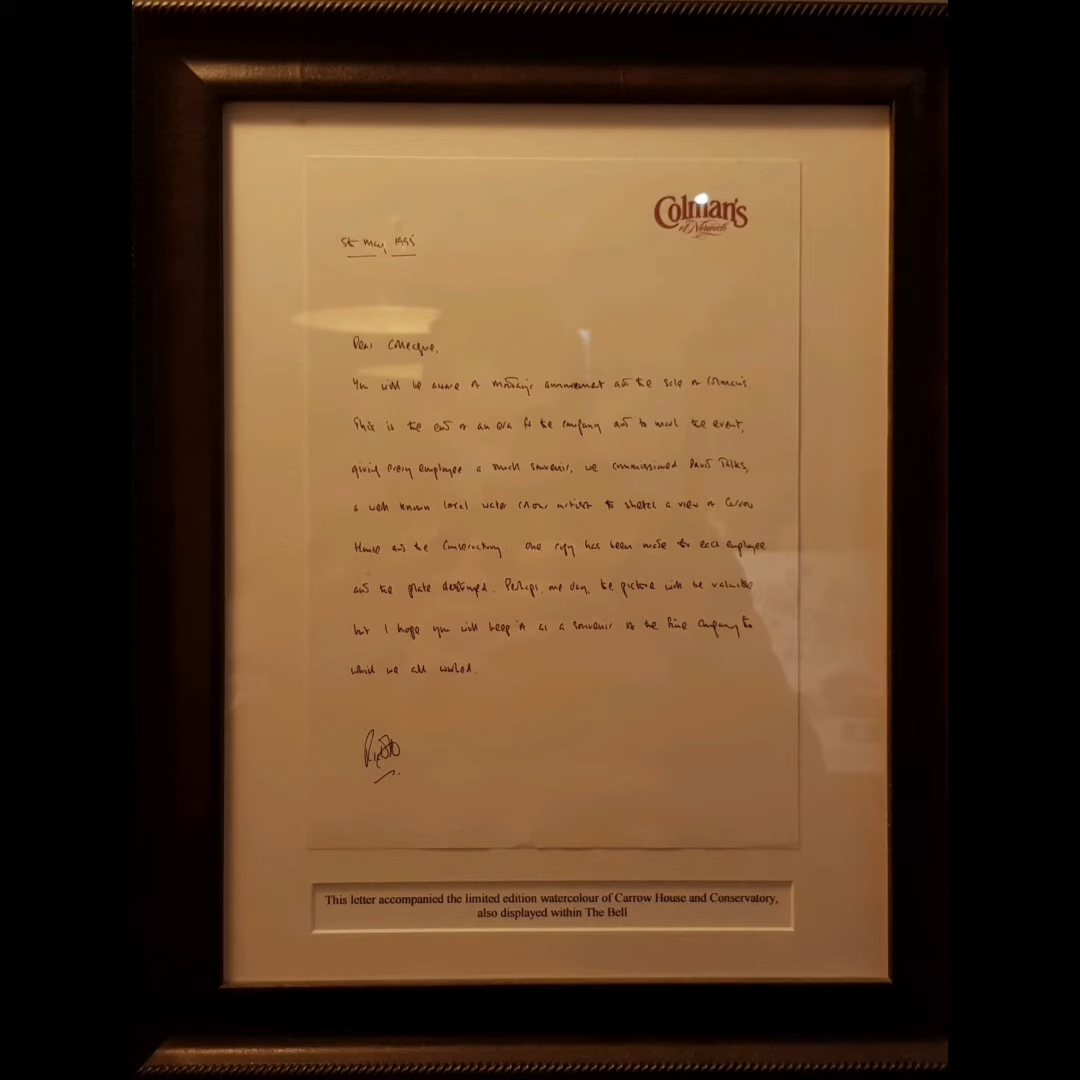 Colman's
of Norwich
5th May 1995
Dear Colleague,
You will be aware of Monday's announcement and the sale of Colman's
This is the end of an era for the company and to mark the event,
giving every employee a small souvenir, we commissioned David Talks,
a well known local water colour artist to sketch a view of Carrow
House and the Conservatory. One copy has been made for each employee
and the plate destroyed. Perhaps, one day, the picture will be valuable
but I hope you will keep it as a souvenir of the fine company for
which we all worked.
This letter accompanied the limited edition watercolour of Carrow House and Conservatory,
also displayed within The Bell